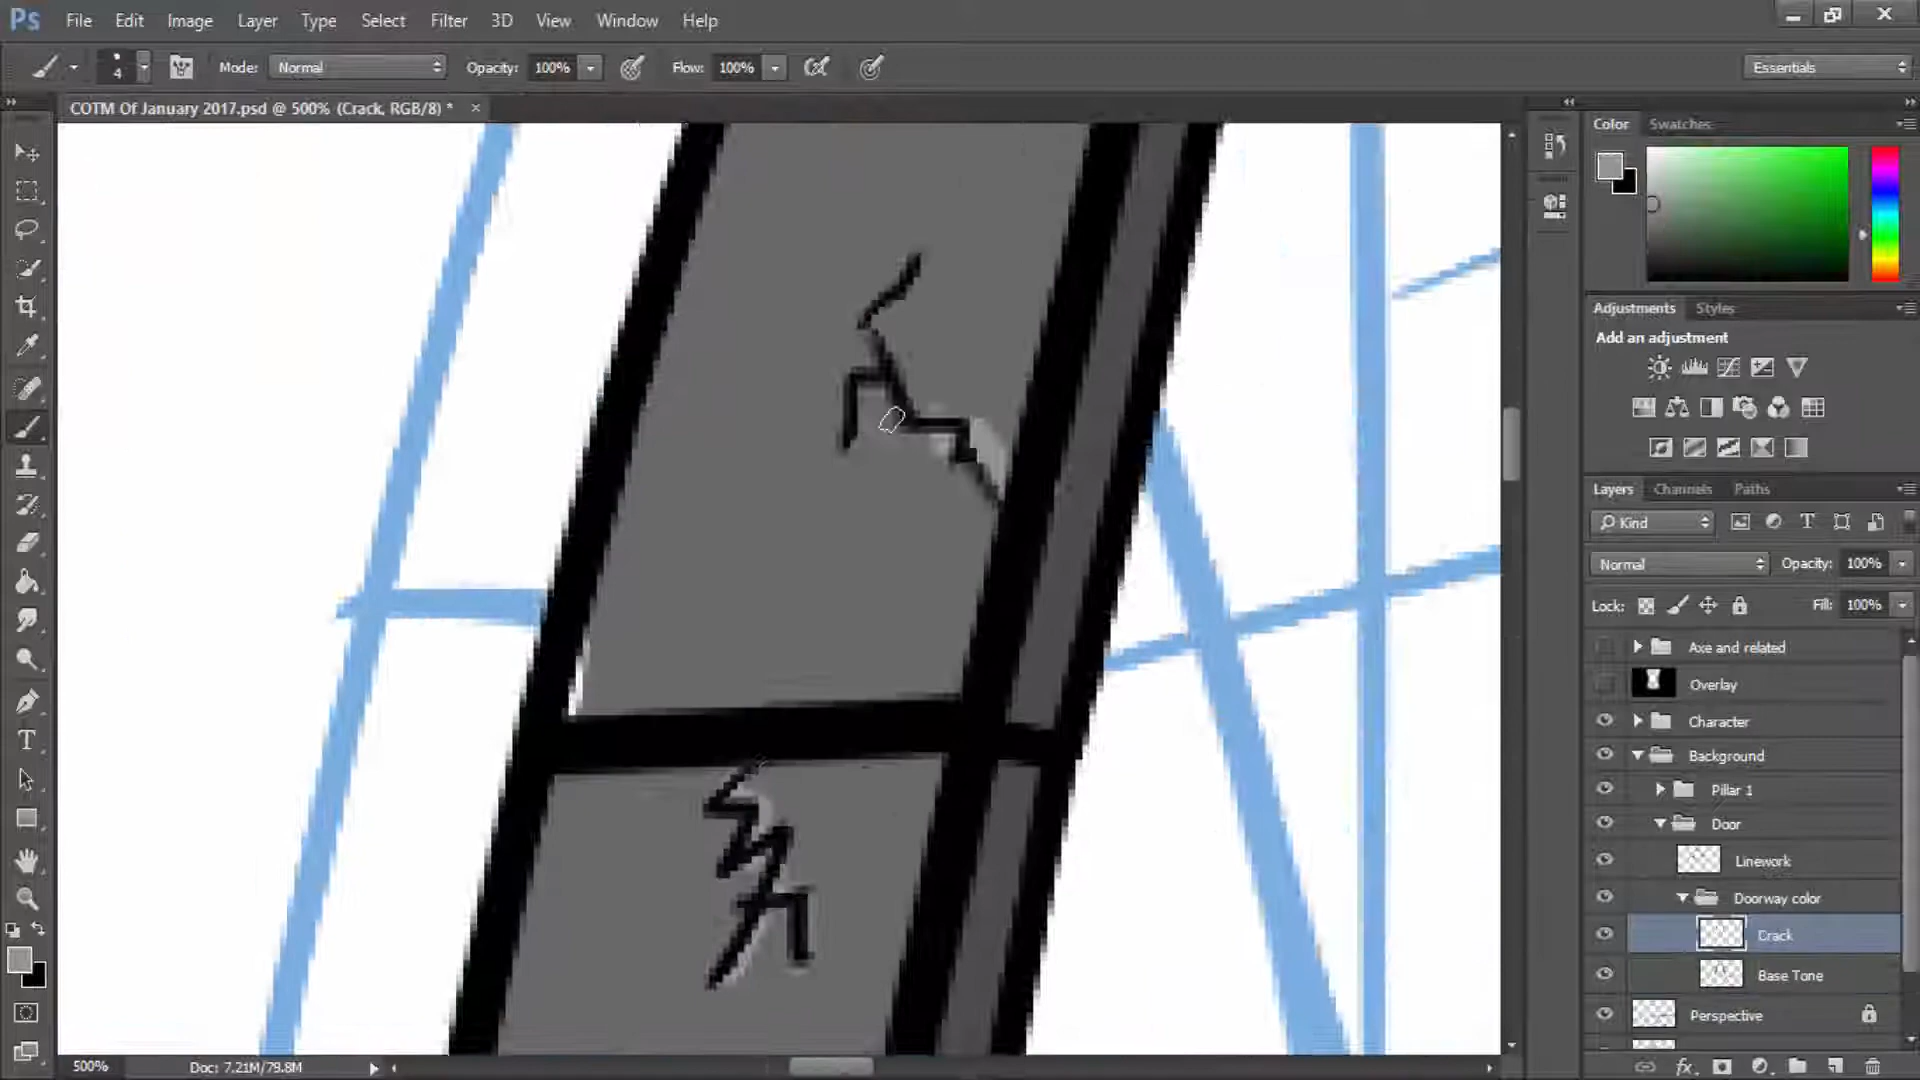 Ps File Edit Image Layer Type Select Filter 3D View Window Help
4 Mode: Normal Opacity: 100% Flow: 100% Essentials
COTM Of January 2017.psd @ 500% (Crack, RGB/8) * ×
Color Swatches
Adjustments Styles
Add an adjustment
Layers Channels Paths
Kind T
Normal Opacity: 100%
Lock: Fill: 100%
Axe and related
Overlay
Character
T
Background
Pillar 1
Door
Linework
Doorway color
Crack
Base Tone
Perspective
500% Doc: 7.21M/79.8M fx